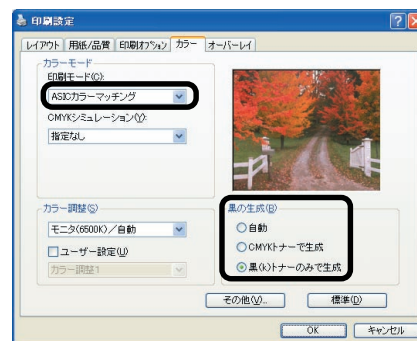 印刷設定
レイアウト 用紙/品質 印刷オプション カラー オーバーレイ
カラーモード
印刷モード(C):
ASICカラーマッチング
CMYKシミュレーション(Y):
指定なし
カラー調整(S)
モニタ(6500K)/自動
ユーザー設定(U)
カラー調整1
黒の生成(B)
自動
CMYKトナーで生成
黒(k)トナーのみで生成
その他(V)... 標準(D)
OK キャンセル